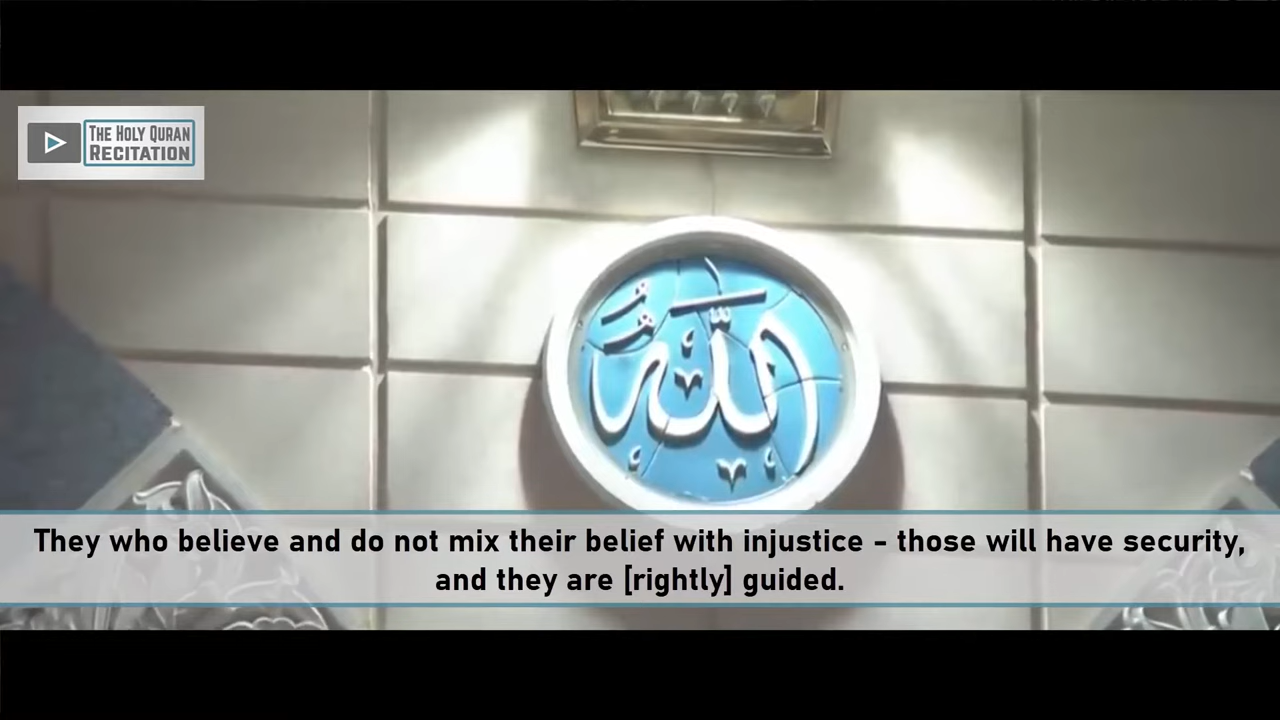 THE HOLY QURAN
RECITATION
اللّٰهُ
They who believe and do not mix their belief with injustice - those will have security,
and they are [rightly] guided.